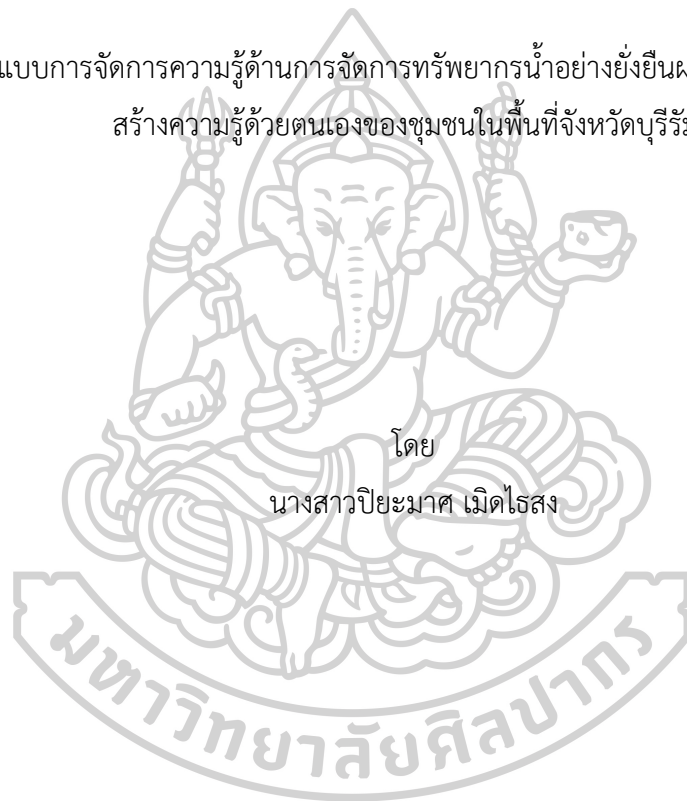 แบบการจัดการความรู้ด้านการจัดการทรัพยากรน้ำอย่างยั่งยืน
สร้างความรู้ด้วยตนเองของชุมชนในพื้นที่จังหวัดบุรีรั
โดย
นางสาวปิยะมาศ เมิดไธสง
มหาวิทยาลัยศิลปากร